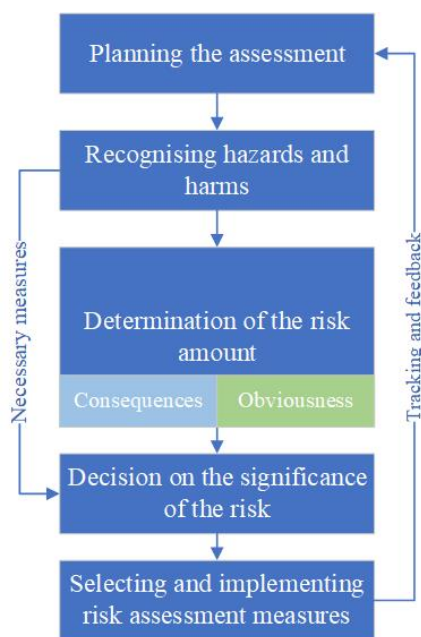 Planning the assessment
Recognising hazards and
harms
Necessary measures
Tracking and feedback
Determination of the risk
amount
Consequences
Obviousness
Decision on the significance
of the risk
Selecting and implementing
risk assessment measures